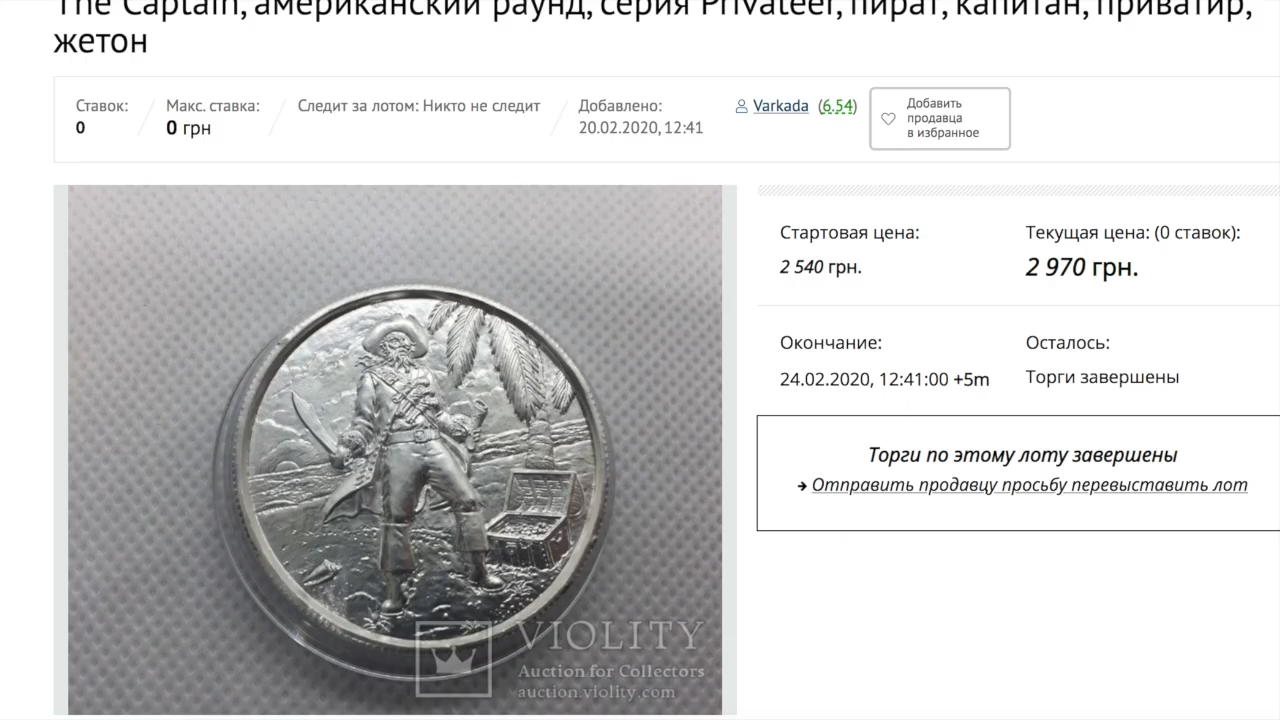 The Captain, американский раунд, серия Privateer, пират, капитан, приватир,
жетон
Ставок:
0
Макс. ставка:
0 грн
Следит за лотом: Никто не следит
Добавлено:
20.02.2020, 12:41
Varkada (6.54)
Добавить
продавца
в избранное
Стартовая цена:
2 540 грн.
Текущая цена: (0 ставок):
2 970 грн.
Окончание:
24.02.2020, 12:41:00 +5m
Осталось:
Торги завершены
Торги по этому лоту завершены
Отправить продавцу просьбу перевыставить лот
VIOLITY
Auction for Collectors
auction.violity.com